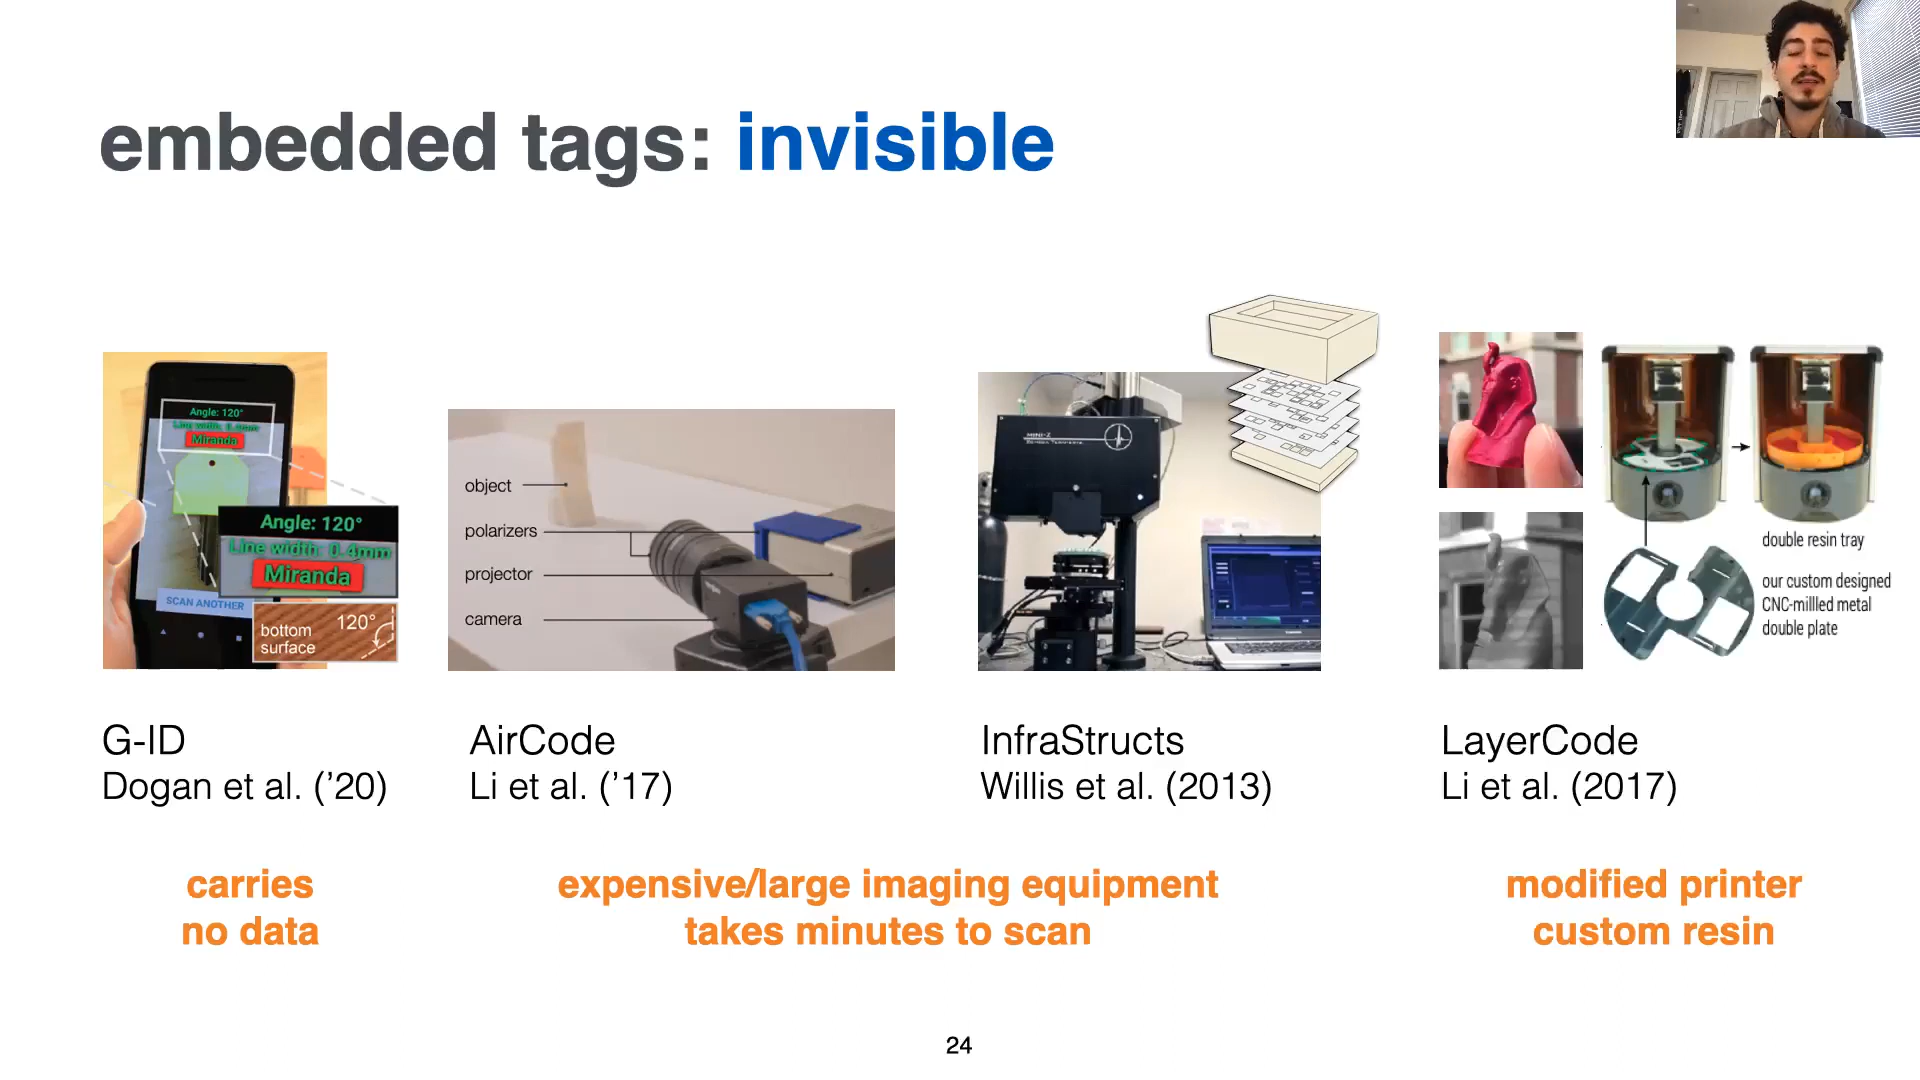 embedded tags: invisible
Angle: 120°
Line width: 0.4mm
Miranda
SCAN ANOTHER
Angle: 120°
Line width: 0.4mm
Miranda
bottom
surface
120°
object
polarizers
projector
camera
MINI-Z
double resin tray
our custom designed
CNC-millled metal
double plate
G-ID
Dogan et al. (’20)
AirCode
Li et al. (’17)
InfraStructs
Willis et al. (2013)
LayerCode
Li et al. (2017)
carries
no data
expensive/large imaging equipment
takes minutes to scan
modified printer
custom resin
24